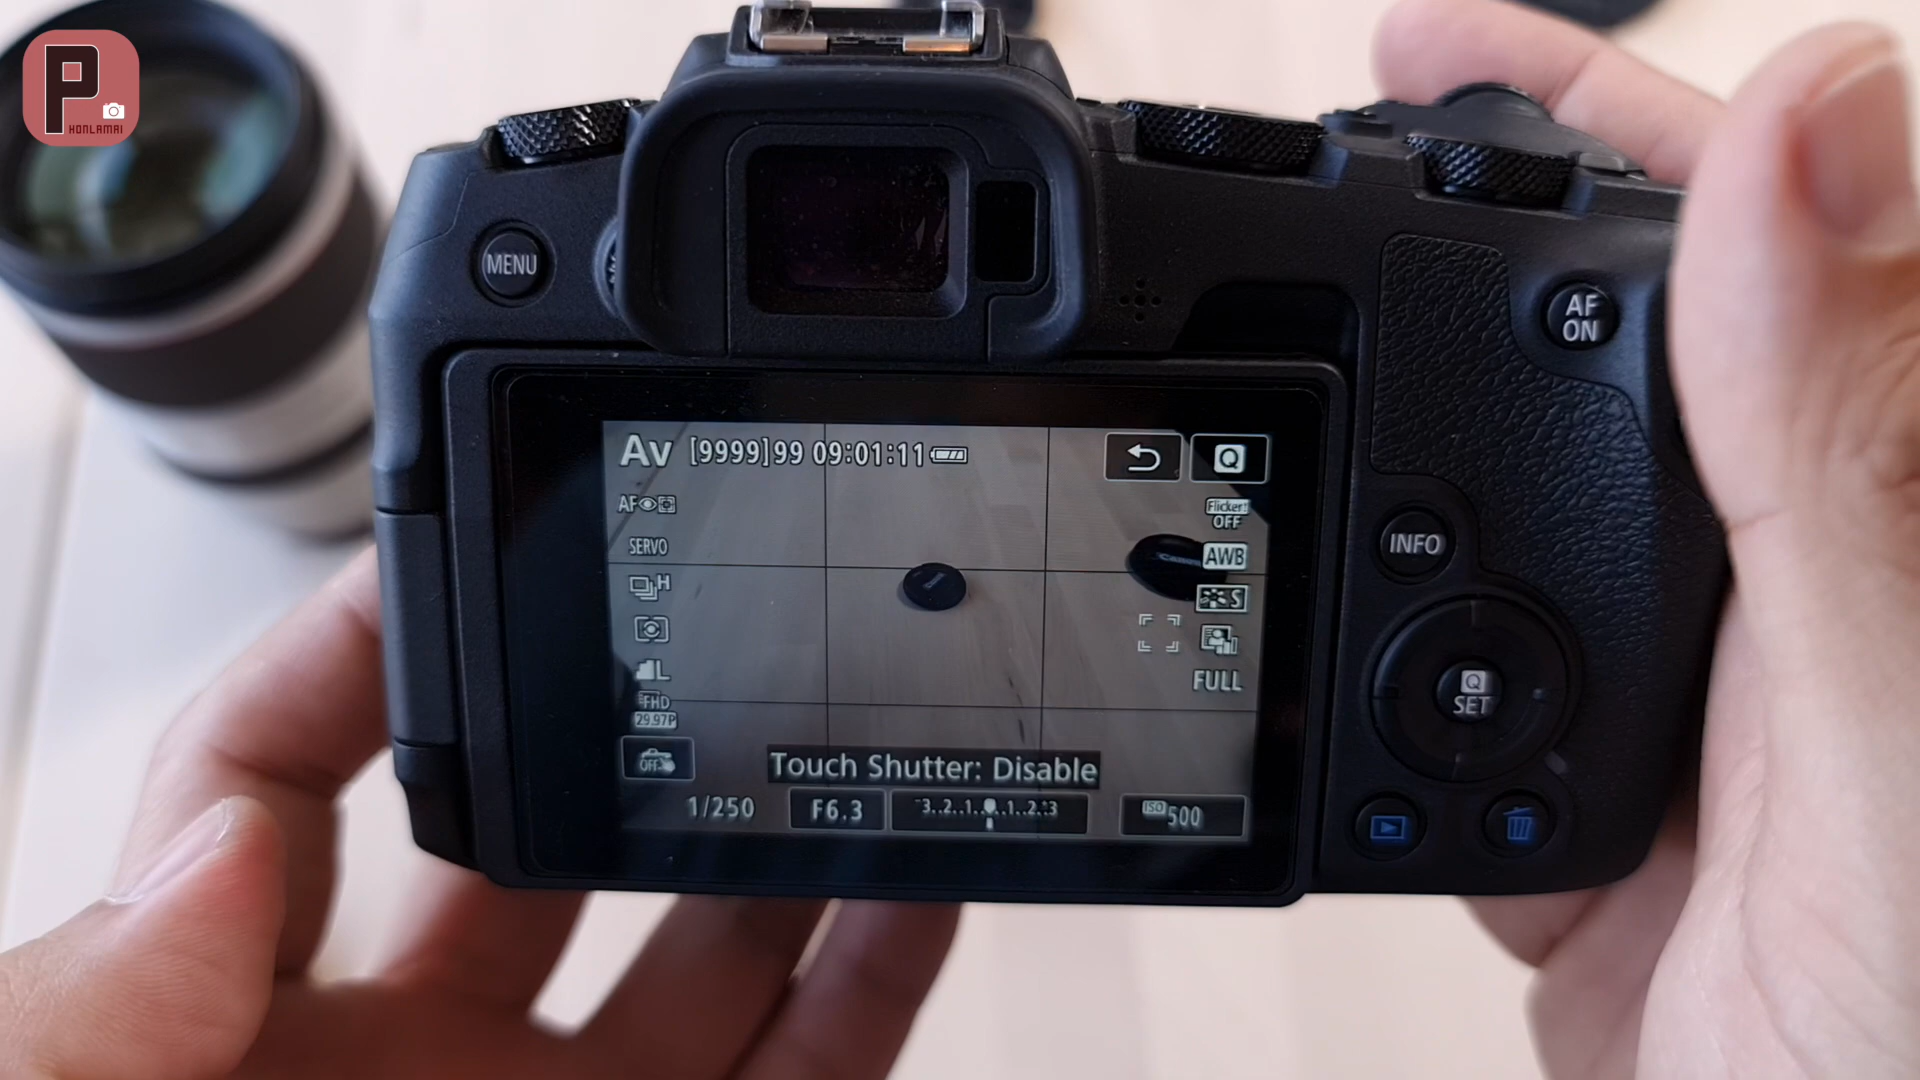 P
HONLAMAI
MENU
AF
ON
INFO
Q
SET
Av [9999]99 09:01:11
Q
AF
Flicker
OFF
SERVO
AWB
H
S
L
FULL
FHD
29.97P
OFF
Touch Shutter: Disable
1/250
F6.3
-3..2..1..0..1..2.:3
ISO 500
Canon